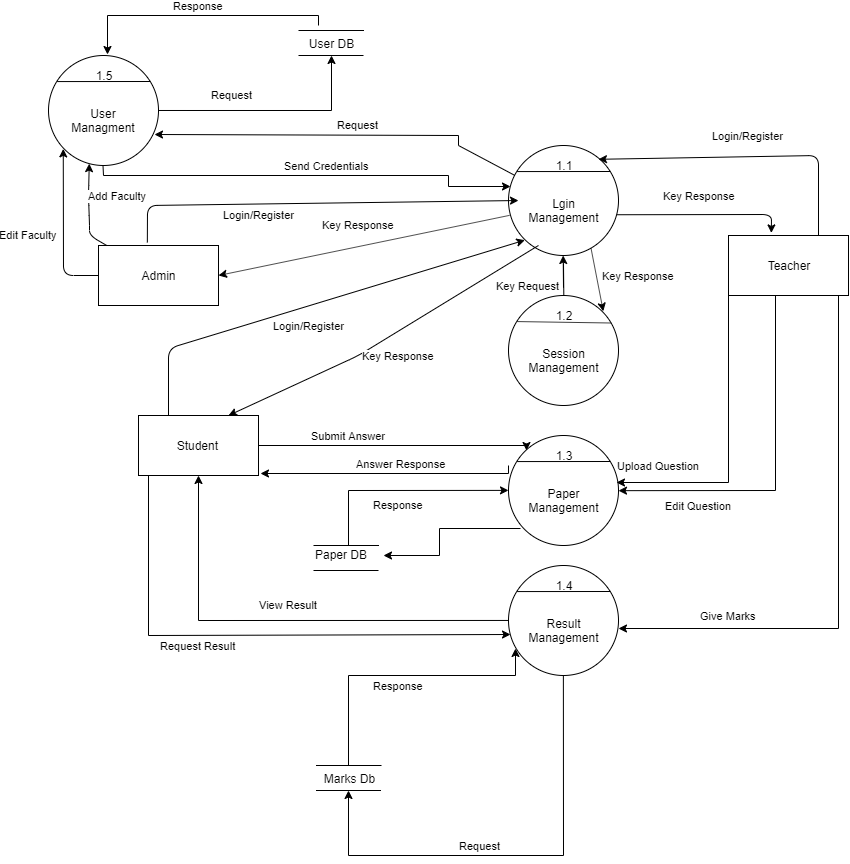 Response
User DB
1.5
User
Managment
Request
Request
Send Credentials
Add Faculty
Edit Faculty
Login/Register
Key Response
Admin
1.1
Lgin
Management
Login/Register
Key Response
Teacher
Key Request
Key Response
1.2
Session
Management
Login/Register
Key Response
Student
Submit Answer
Answer Response
1.3
Paper
Management
Upload Question
Edit Question
Response
Paper DB
1.4
Result
Management
View Result
Request Result
Give Marks
Response
Marks Db
Request